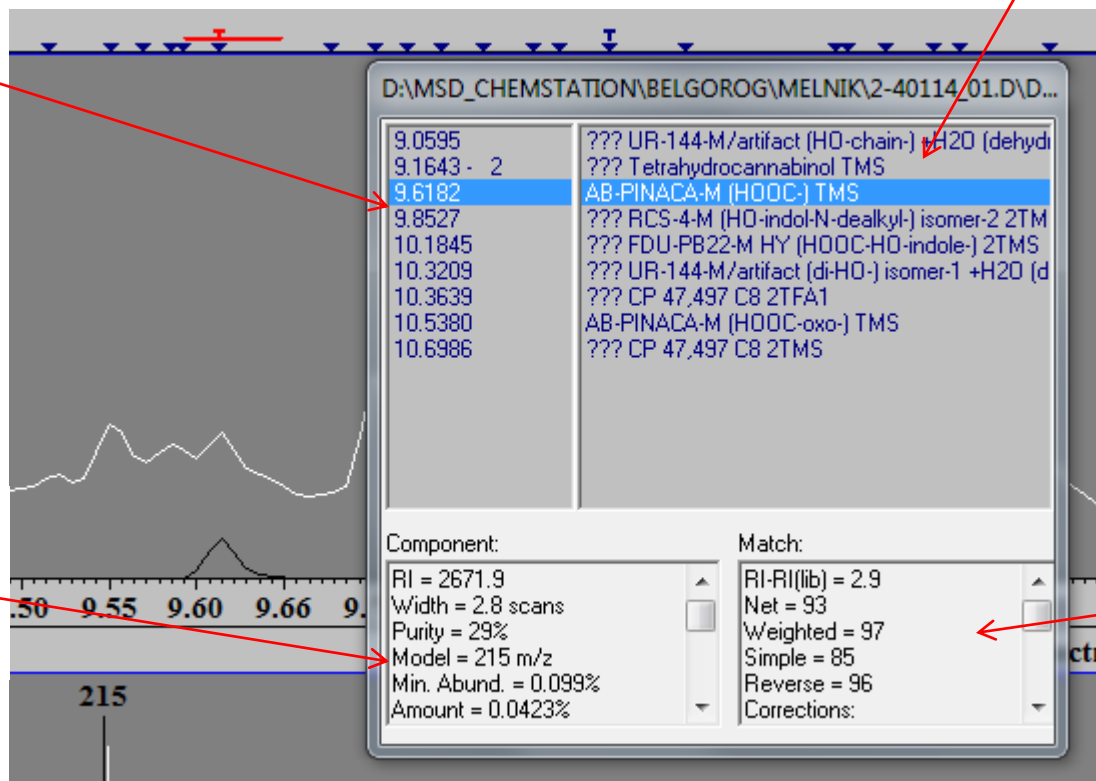 T T
D:\MSD_CHEMSTATION\BELGOROG\MELNIK\2-40114_01.D\D...
9.0595 ??? UR-144-M/artifact (HO-chain-) +H2O (dehydr
9.1643 - 2 ??? Tetrahydrocannabinol TMS
9.6182 AB-PINACA-M (HOOC-) TMS
9.8527 ??? RCS-4-M (HO-indol-N-dealkyl-) isomer-2 2TM
10.1845 ??? FDU-PB22-M HY (HOOC-HO-indole-) 2TMS
10.3209 ??? UR-144-M/artifact (di-HO-) isomer-1 +H2O (d
10.3639 ??? CP 47,497 C8 2TFA1
10.5380 AB-PINACA-M (HOOC-oxo-) TMS
10.6986 ??? CP 47,497 C8 2TMS
Component:
RI = 2671.9
Width = 2.8 scans
Purity = 29%
Model = 215 m/z
Min. Abund. = 0.099%
Amount = 0.0423%
Match:
RI-RI(lib) = 2.9
Net = 93
Weighted = 97
Simple = 85
Reverse = 96
Corrections:
.50 9.55 9.60 9.66 9.
ctr
215